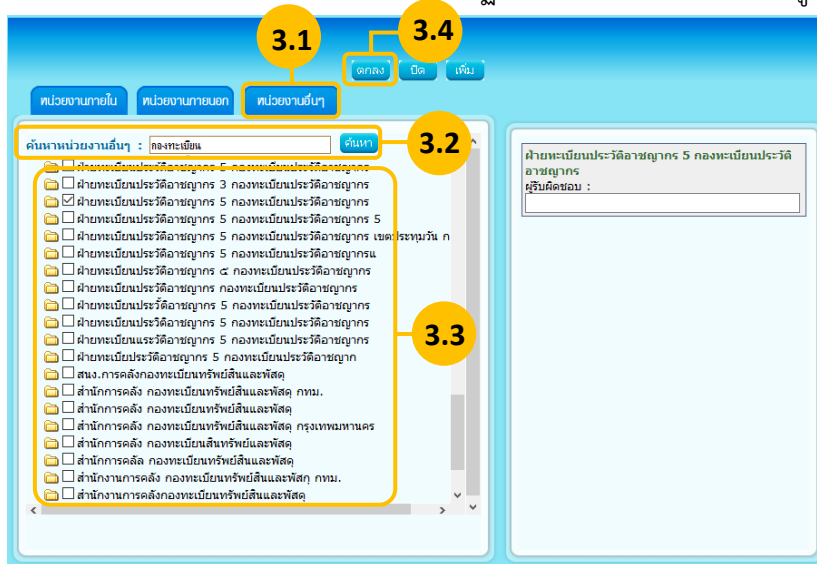 3.1
3.4
ตกลง ปิด เพิ่ม
หน่วยงานภายใน หน่วยงานภายนอก หน่วยงานอื่นๆ
ค้นหาหน่วยงานอื่นๆ : กองทะเบียน ค้นหา
3.2
ฝ่ายทะเบียนประวัติอาชญากร 5 กองทะเบียนประวัติอาชญากร
ฝ่ายทะเบียนประวัติอาชญากร 3 กองทะเบียนประวัติอาชญากร
ฝ่ายทะเบียนประวัติอาชญากร 5 กองทะเบียนประวัติอาชญากร
ฝ่ายทะเบียนประวัติอาชญากร 5 กองทะเบียนประวัติอาชญากร 5
ฝ่ายทะเบียนประวัติอาชญากร 5 กองทะเบียนประวัติอาชญากร เขตประทุมวัน ก
ฝ่ายทะเบียนประวัติอาชญากร 5 กองทะเบียนประวัติอาชญากรแ
ฝ่ายทะเบียนประวัติอาชญากร ๕ กองทะเบียนประวัติอาชญากร
ฝ่ายทะเบียนประวัติอาชญากร กองทะเบียนประวัติอาชญากร
ฝ่ายทะเบียนประวั้ติอาชญากร 5 กองทะเบียนประวัติอาชญากร
ฝ่ายทะเบียนประวิติอาชญากร 5 กองทะเบียนประวัติอาชญากร
ฝ่ายทะเบียนแระวัติอาชญากร 5 กองทะเบียนประวัติอาชญากร
ฝ่ายทะเบียประวัติอาชญากร 5 กองทะเบียนประวัติอาชญาก
สนง.การคลังกองทะเบียนทรัพย์สินและพัสดุ
สำนักการคลัง กองทะเบียนทรัพย์สินและพัสดุ กทม.
สำนักการคลัง กองทะเบียนทรัพย์สินและพัสดุ
สำนักการคลัง กองทะเบียนทรัพย์สินและพัสดุ กรุงเทพมหานคร
สำนักการคลัง กองทะเบียนสินทรัพย์และพัสดุ
สำนักการคลัล กองทะเบียนทรัพย์สินและพัสดุ
สำนักงานการคลัง กองทะเบียนทรัพย์สินและพัสกุ กทม.
สำนักงานการคลังกองทะเบียนทรัพย์สินและพัสดุ
3.3
ฝ่ายทะเบียนประวัติอาชญากร 5 กองทะเบียนประวัติ
อาชญากร
ผู้รับผิดชอบ :